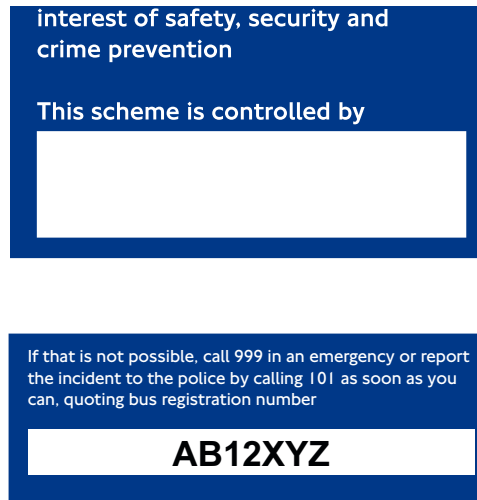 interest of safety, security and
crime prevention
This scheme is controlled by
If that is not possible, call 999 in an emergency or report
the incident to the police by calling 101 as soon as you
can, quoting bus registration number
AB12XYZ